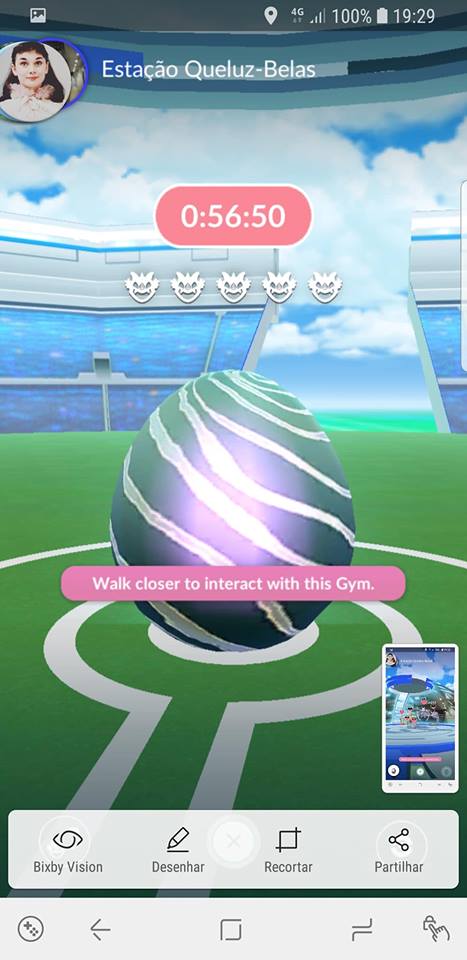 4G 100% 19:29
Estação Queluz-Belas
0:56:50
Walk closer to interact with this Gym.
Bixby Vision Desenhar Recortar Partilhar